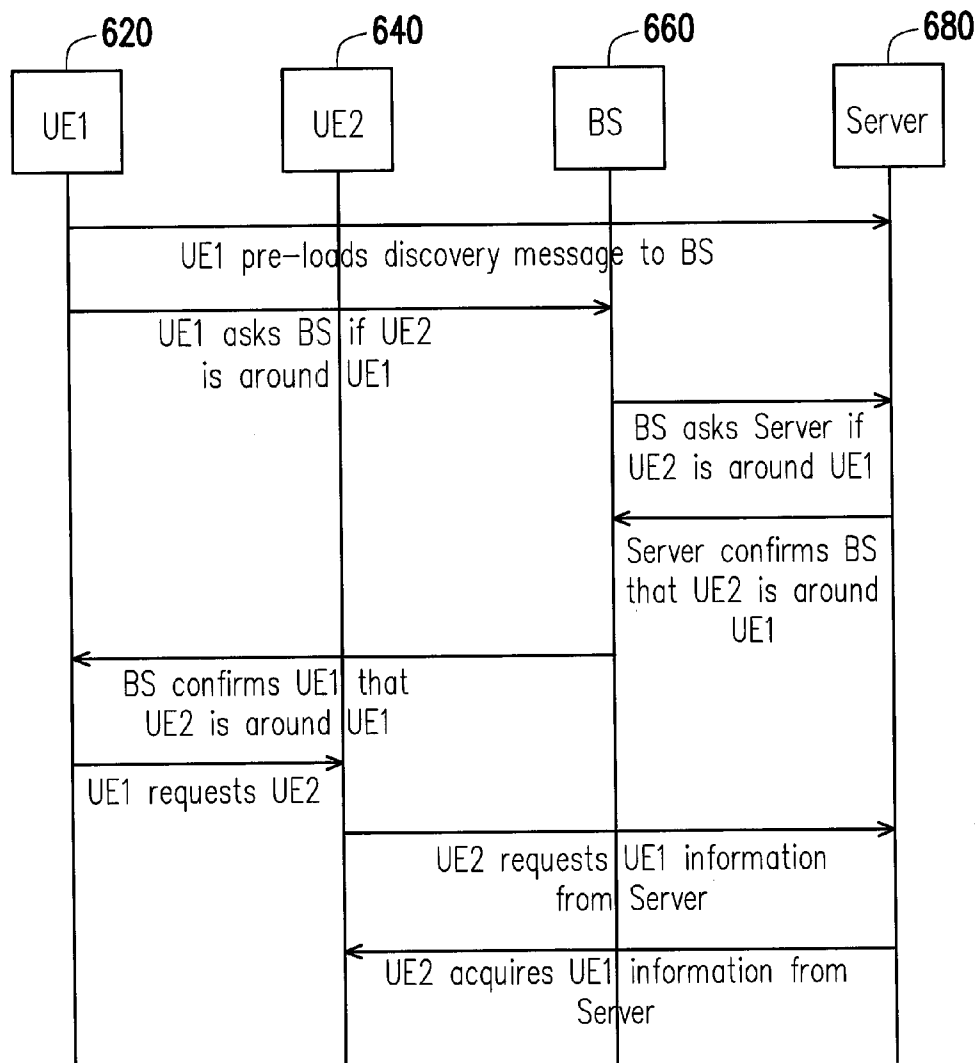 620
640
660
680
UE1
UE2
BS
Server
UE1 pre-loads discovery message to BS
UE1 asks BS if UE2
is around UE1
BS asks Server if
UE2 is around UE1
Server confirms BS
that UE2 is around
UE1
BS confirms UE1 that
UE2 is around UE1
UE1 requests UE2
UE2 requests UE1 information
from Server
UE2 acquires UE1 information from
Server